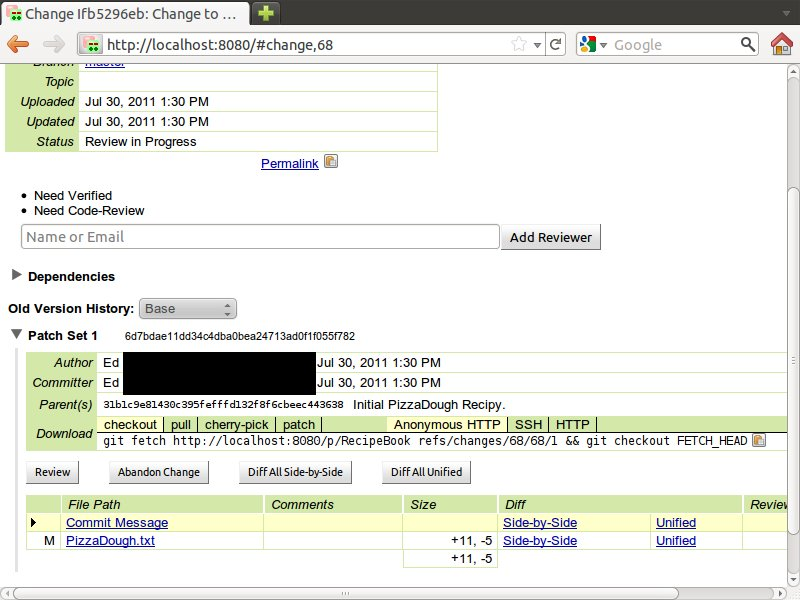 Change Ifb5296eb: Change to ...
http://localhost:8080/#change,68
Google
Branch master
Topic
Uploaded Jul 30, 2011 1:30 PM
Updated Jul 30, 2011 1:30 PM
Status Review in Progress
Permalink
Need Verified
Need Code-Review
Name or Email Add Reviewer
Dependencies
Old Version History: Base
Patch Set 1 6d7bdae11dd34c4dba0bea24713ad0f1f055f782
Author Ed Jul 30, 2011 1:30 PM
Committer Ed Jul 30, 2011 1:30 PM
Parent(s) 31b1c9e81430c395fefffd132f8f6cbeec443638 Initial PizzaDough Recipy.
Download checkout pull cherry-pick patch Anonymous HTTP SSH HTTP
git fetch http://localhost:8080/p/RecipeBook refs/changes/68/68/1 && git checkout FETCH_HEAD
Review Abandon Change Diff All Side-by-Side Diff All Unified
File Path Comments Size Diff Review
Commit Message Side-by-Side Unified
M PizzaDough.txt +11, -5 Side-by-Side Unified
+11, -5